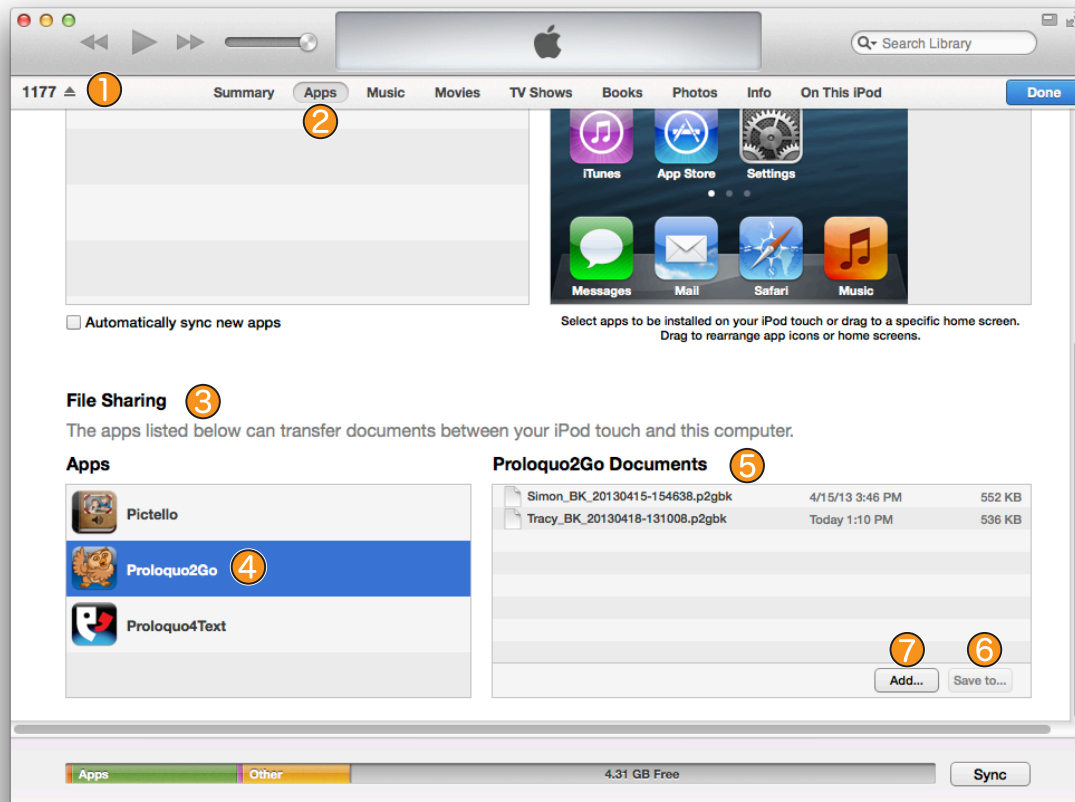 Search Library
1177 1
Summary Apps Music Movies TV Shows Books Photos Info On This iPod Done
2
iTunes App Store Settings
Messages Mail Safari Music
Automatically sync new apps
Select apps to be installed on your iPod touch or drag to a specific home screen.
Drag to rearrange app icons or home screens.
File Sharing 3
The apps listed below can transfer documents between your iPod touch and this computer.
Apps
Proloquo2Go Documents 5
Pictello
Proloquo2Go 4
Proloquo4Text
Simon_BK_20130415-154638.p2gbk 4/15/13 3:46 PM 552 KB
Tracy_BK_20130418-131008.p2gbk Today 1:10 PM 536 KB
7 6
Add... Save to...
Apps Other 4.31 GB Free Sync